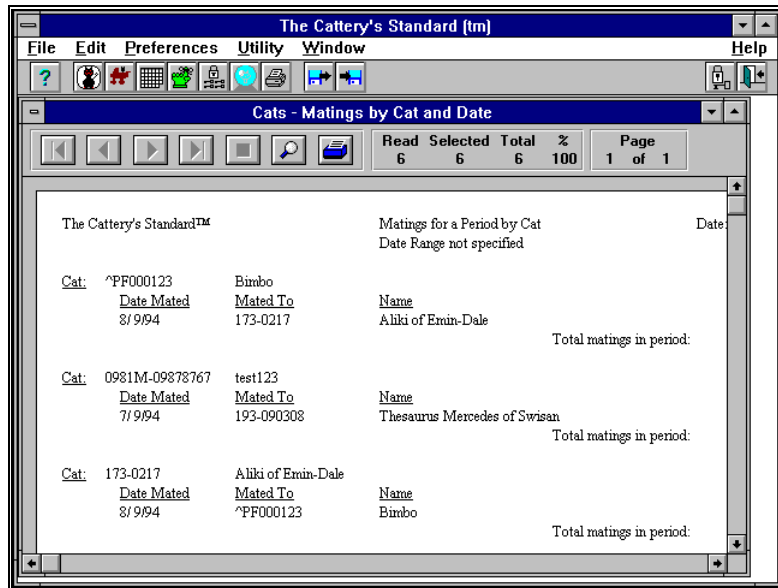 The Cattery's Standard (tm)
File Edit Preferences Utility Window Help
?
Cats - Matings by Cat and Date
Read Selected Total % Page
6 6 6 100 1 of 1
The Cattery's Standard™ Matings for a Period by Cat Date:
Date Range not specified
Cat: ^PF000123 Bimbo
Date Mated Mated To Name
8/ 9/94 173-0217 Aliki of Emin-Dale
Total matings in period:
Cat: 0981M-09878767 test123
Date Mated Mated To Name
7/ 9/94 193-090308 Thesaurus Mercedes of Swisan
Total matings in period:
Cat: 173-0217 Aliki of Emin-Dale
Date Mated Mated To Name
8/ 9/94 ^PF000123 Bimbo
Total matings in period: